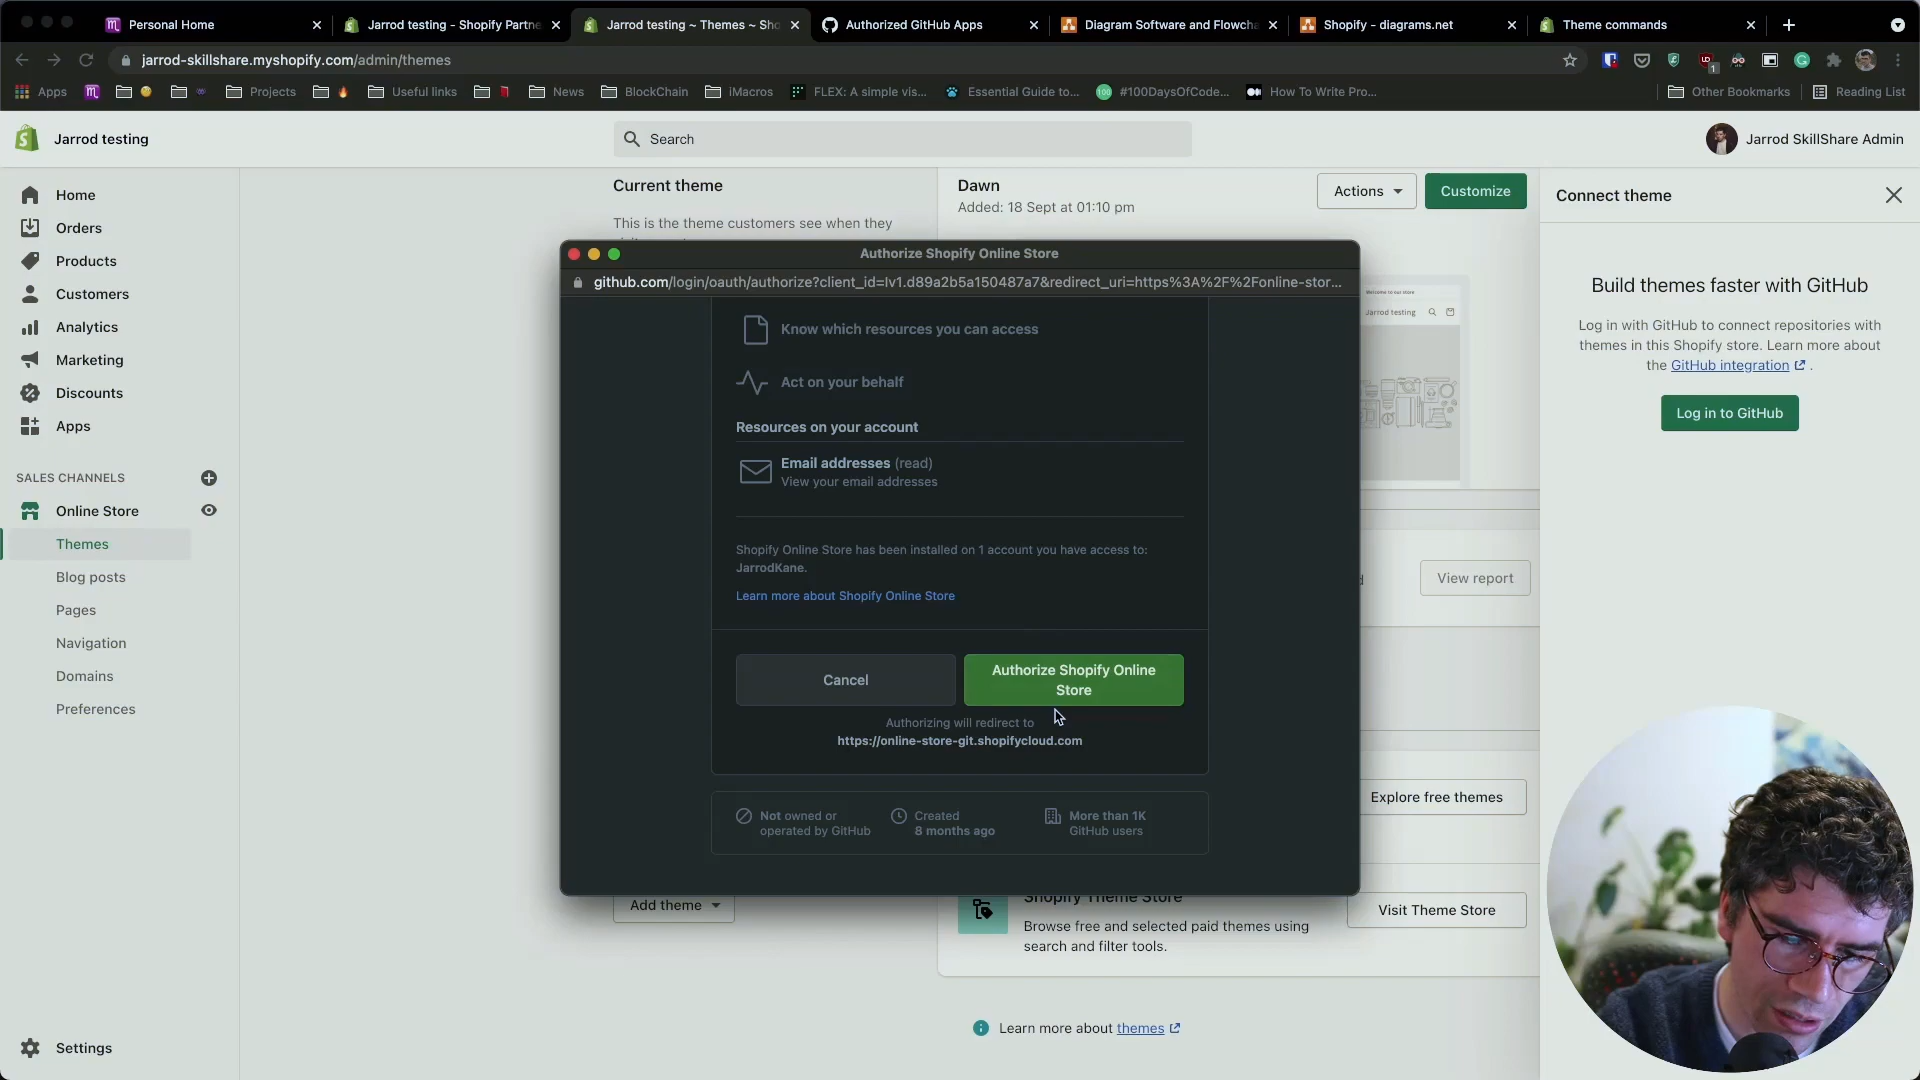 Personal Home
Jarrod testing - Shopify Partne
Jarrod testing ~ Themes ~ Sho
Authorized GitHub Apps
Diagram Software and Flowcha
Shopify - diagrams.net
Theme commands
jarrod-skillshare.myshopify.com/admin/themes
Apps
Projects
Useful links
News
BlockChain
iMacros
FLEX: A simple vis...
Essential Guide to...
#100DaysOfCode...
How To Write Pro...
Other Bookmarks
Reading List
Jarrod testing
Search
Jarrod SkillShare Admin
Home
Orders
Products
Customers
Analytics
Marketing
Discounts
Apps
SALES CHANNELS
Online Store
Themes
Blog posts
Pages
Navigation
Domains
Preferences
Settings
Current theme
This is the theme customers see when they
Dawn
Added: 18 Sept at 01:10 pm
Actions
Customize
Authorize Shopify Online Store
github.com/login/oauth/authorize?client_id=Iv1.d89a2b5a150487a7&redirect_uri=https%3A%2F%2Fonline-stor...
Know which resources you can access
Act on your behalf
Resources on your account
Email addresses (read)
View your email addresses
Shopify Online Store has been installed on 1 account you have access to:
JarrodKane.
Learn more about Shopify Online Store
Cancel
Authorize Shopify Online
Store
Authorizing will redirect to
https://online-store-git.shopifycloud.com
Not owned or
operated by GitHub
Created
8 months ago
More than 1K
GitHub users
Welcome to our store
Jarrod testing
View report
Explore free themes
Add theme
Shopify Theme Store
Browse free and selected paid themes using
search and filter tools.
Visit Theme Store
Learn more about themes
Connect theme
Build themes faster with GitHub
Log in with GitHub to connect repositories with
themes in this Shopify store. Learn more about
the GitHub integration .
Log in to GitHub